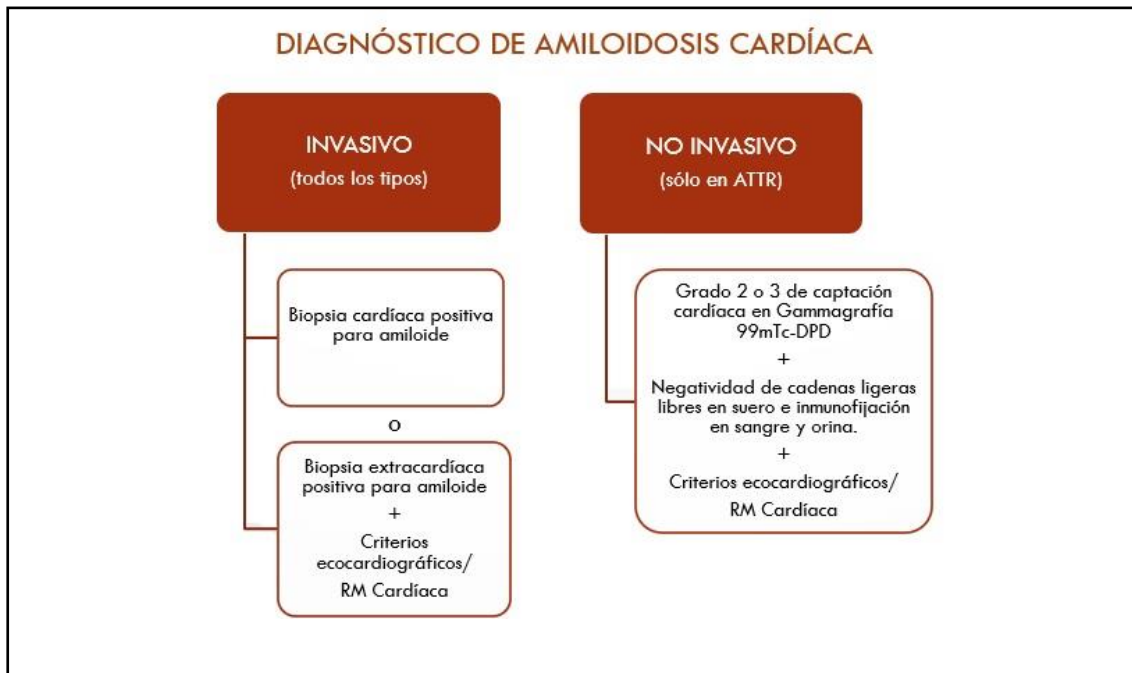 DIAGNÓSTICO DE AMILOIDOSIS CARDÍACA
INVASIVO
(todos los tipos)
Biopsia cardíaca positiva
para amiloide
o
Biopsia extracardíaca
positiva para amiloide
+
Criterios
ecocardiográficos/
RM Cardíaca
NO INVASIVO
(sólo en ATTR)
Grado 2 o 3 de captación
cardíaca en Gammagrafía
99mTc-DPD
+
Negatividad de cadenas ligeras
libres en suero e inmunofijación
en sangre y orina.
+
Criterios ecocardiográficos/
RM Cardíaca